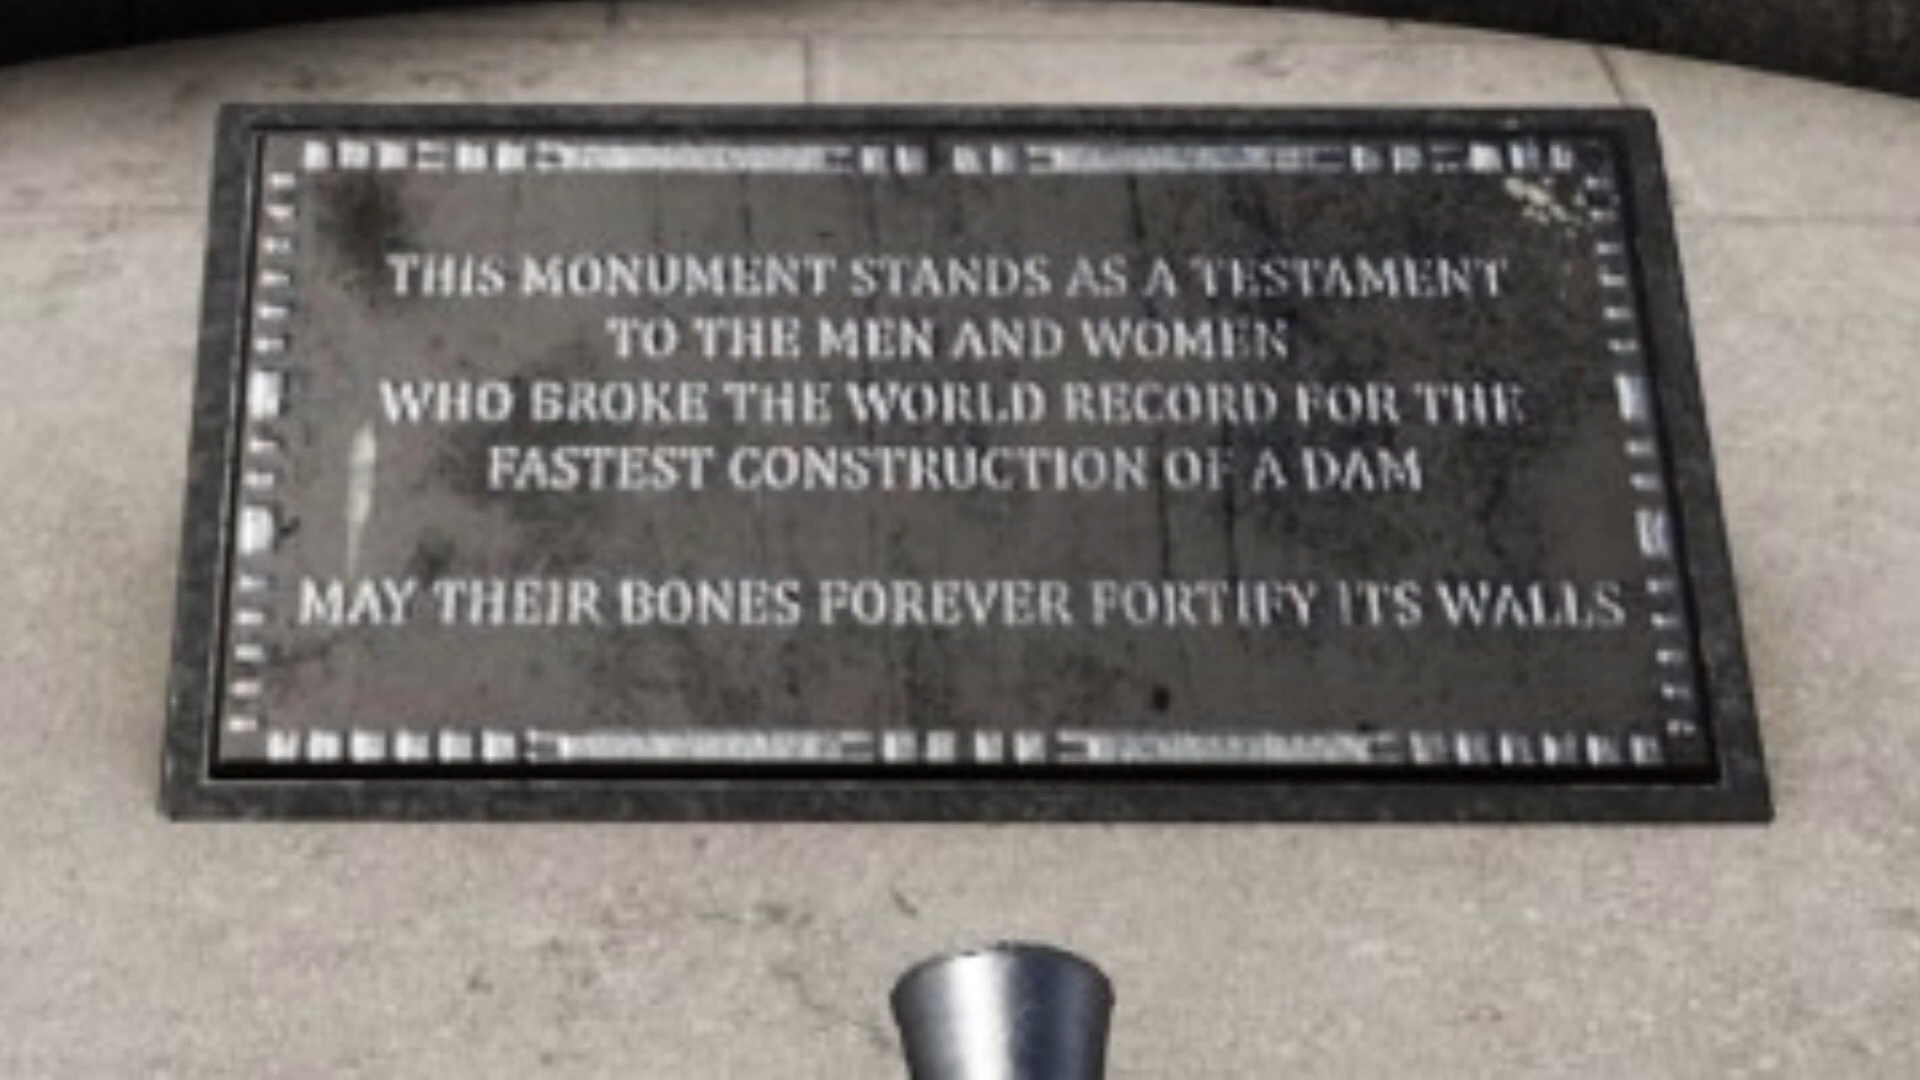 THIS MONUMENT STANDS AS A TESTAMENT
TO THE MEN AND WOMEN
WHO BROKE THE WORLD RECORD FOR THE
FASTEST CONSTRUCTION OF A DAM
MAY THEIR BONES FOREVER FORTIFY ITS WALLS